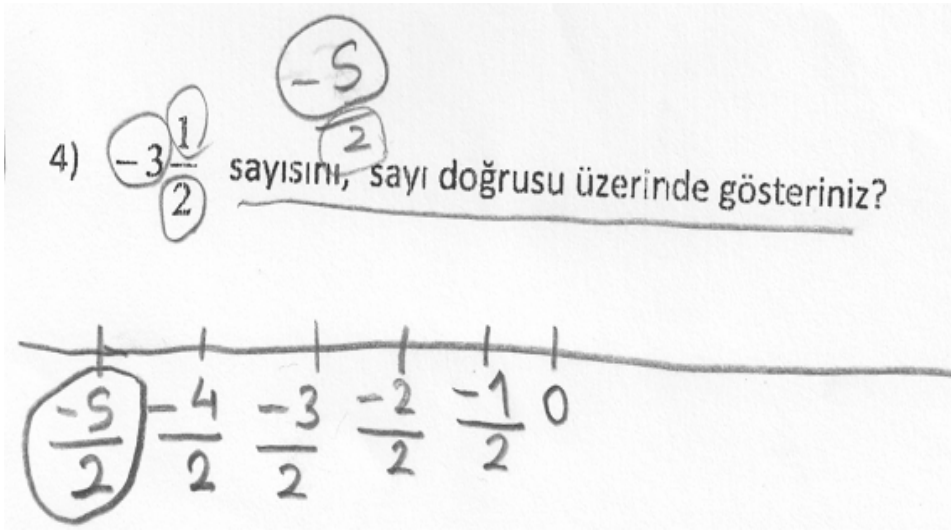 -5/2
4) -3 1/2 sayısını, sayı doğrusu üzerinde gösteriniz?
-5/2 -4/2 -3/2 -2/2 -1/2 0